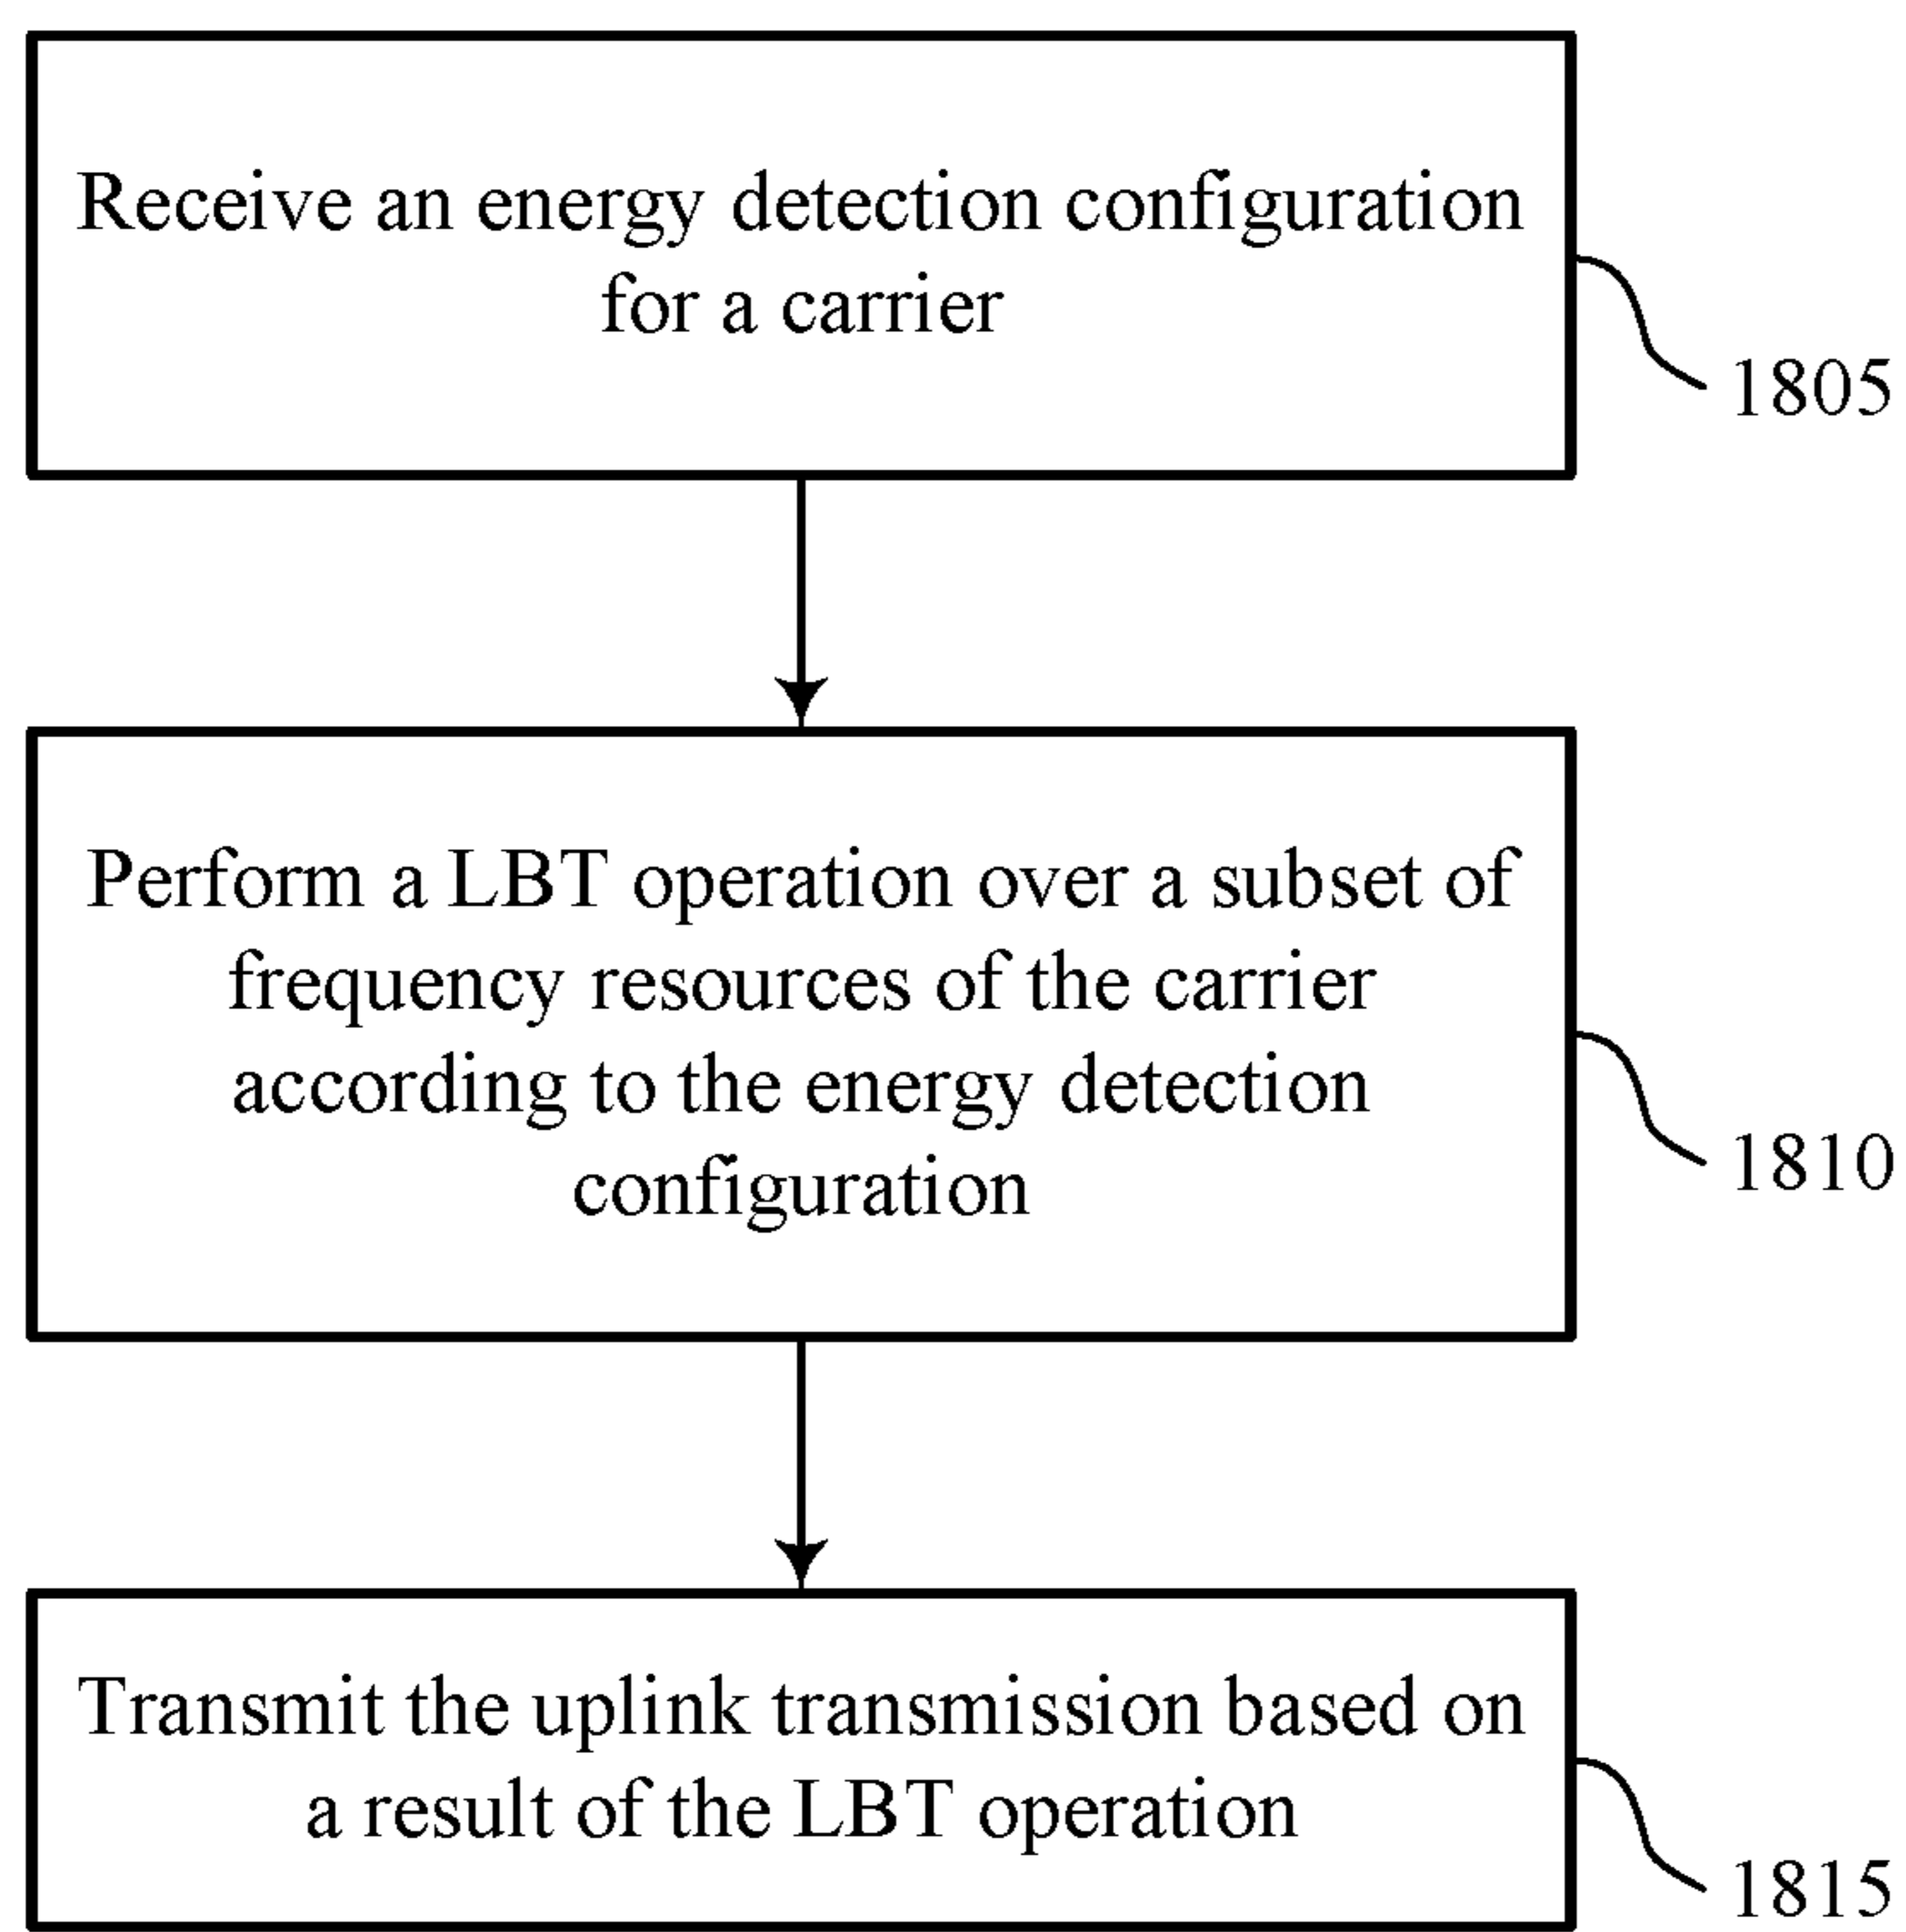 Receive an energy detection configuration
for a carrier
1805
Perform a LBT operation over a subset of
frequency resources of the carrier
according to the energy detection
configuration
1810
Transmit the uplink transmission based on
a result of the LBT operation
1815